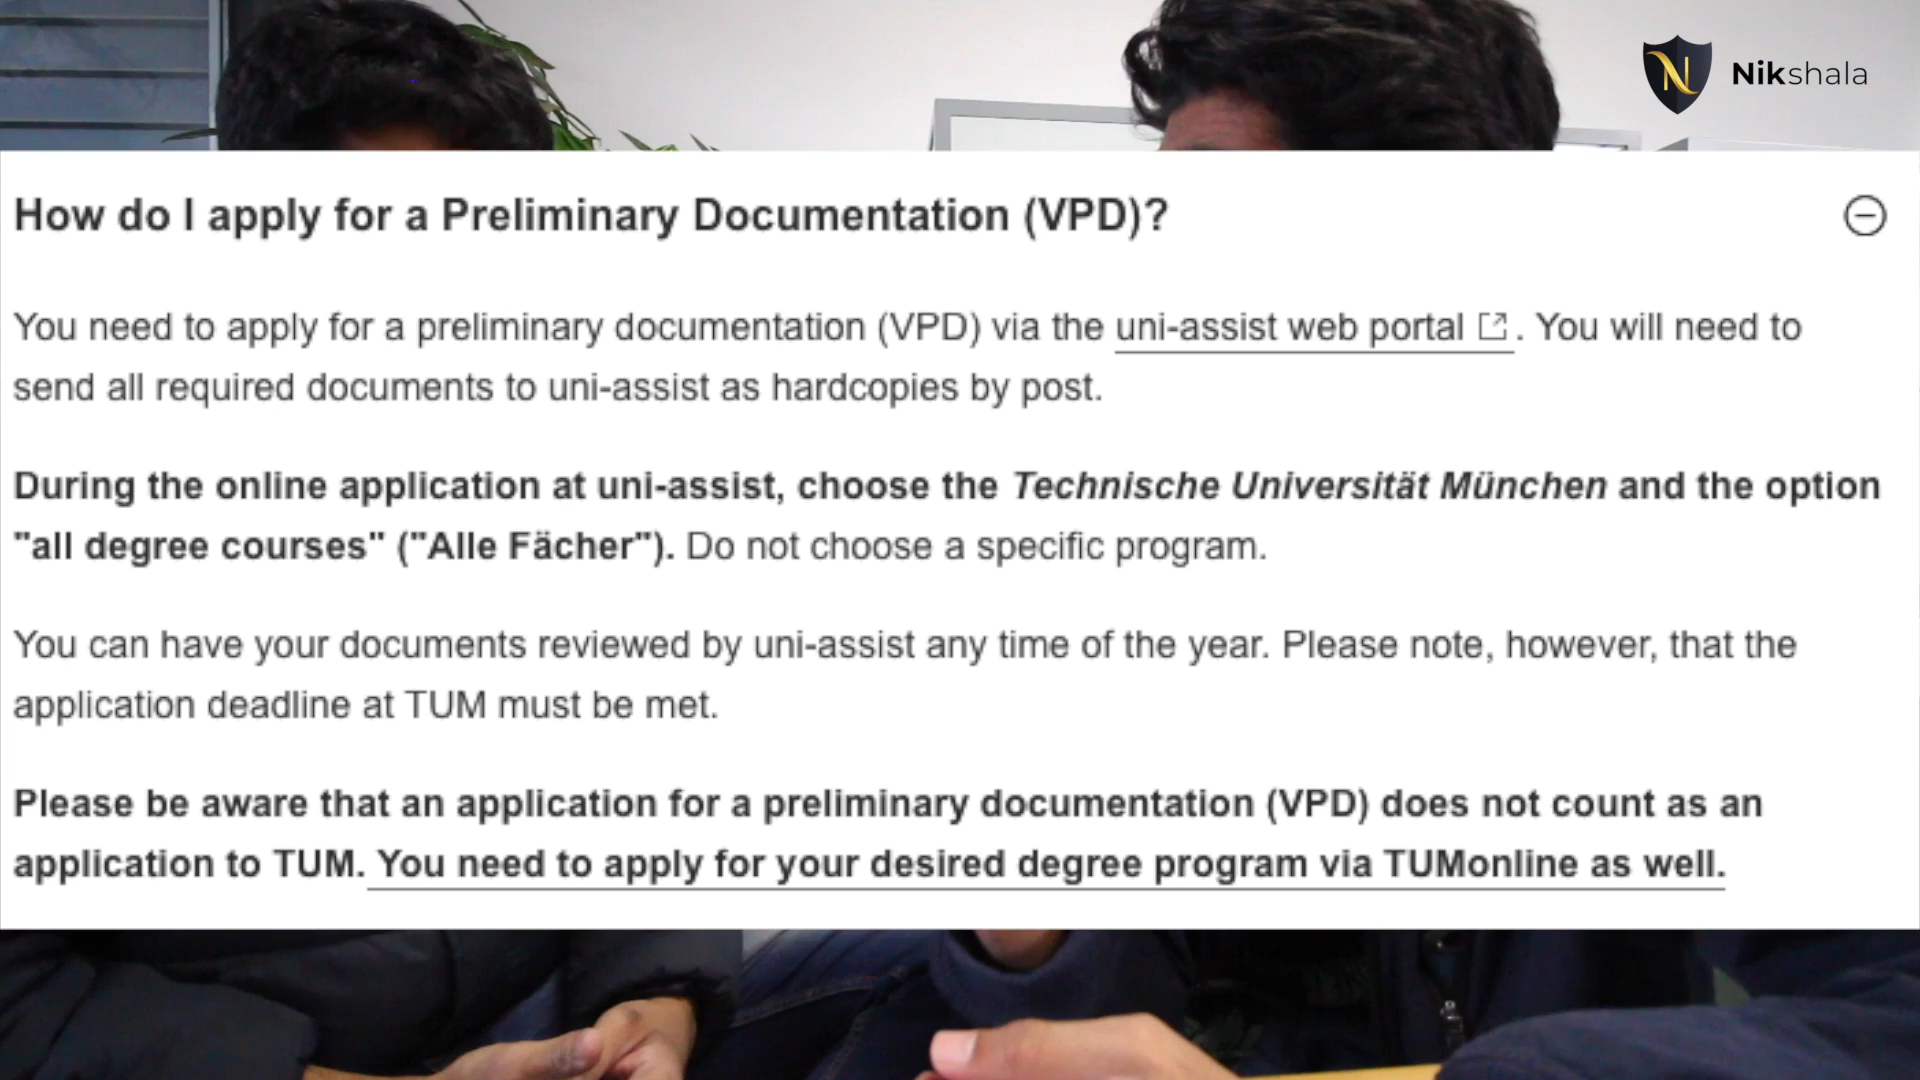 Nikshala
How do I apply for a Preliminary Documentation (VPD)?
You need to apply for a preliminary documentation (VPD) via the uni-assist web portal. You will need to
send all required documents to uni-assist as hardcopies by post.
During the online application at uni-assist, choose the Technische Universität München and the option
"all degree courses" ("Alle Fächer"). Do not choose a specific program.
You can have your documents reviewed by uni-assist any time of the year. Please note, however, that the
application deadline at TUM must be met.
Please be aware that an application for a preliminary documentation (VPD) does not count as an
application to TUM. You need to apply for your desired degree program via TUMonline as well.